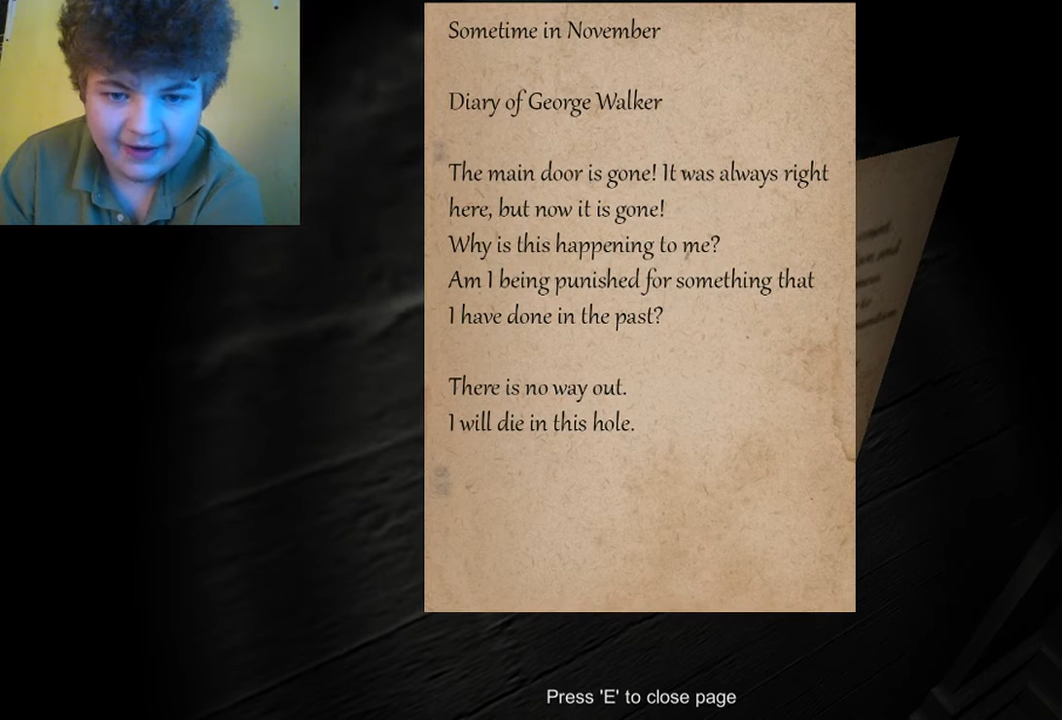 Sometime in November
Diary of George Walker
The main door is gone! It was always right
here, but now it is gone!
Why is this happening to me?
Am I being punished for something that
I have done in the past?
There is no way out.
I will die in this hole.
Press 'E' to close page